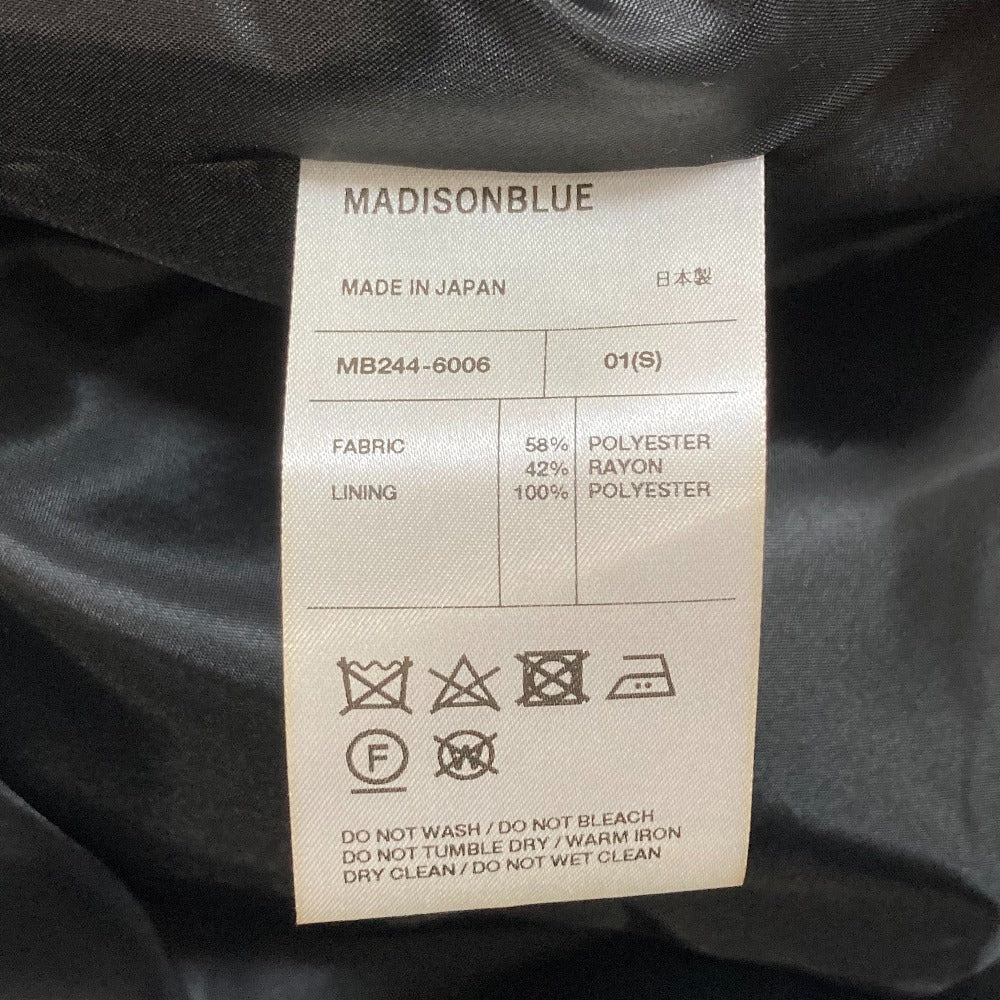 MADISONBLUE
MADE IN JAPAN 日本製
MB244-6006 01(S)
FABRIC 58% POLYESTER
42% RAYON
LINING 100% POLYESTER
F W
DO NOT WASH / DO NOT BLEACH
DO NOT TUMBLE DRY / WARM IRON
DRY CLEAN / DO NOT WET CLEAN